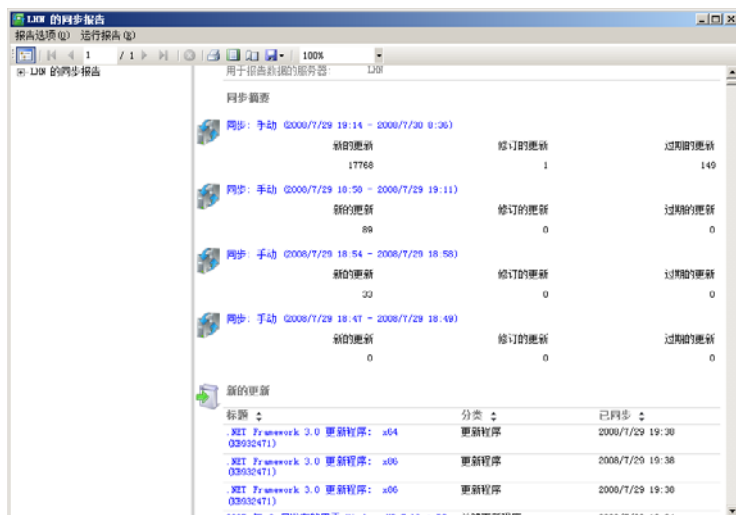 LHN 的同步报告
报告选项(O) 运行报告(R)
1 / 1 100%
LHN 的同步报告
用于报告数据的服务器: LHN
同步摘要
同步: 手动 (2008/7/29 19:14 - 2008/7/30 8:36)
新的更新 修订的更新 过期的更新
17768 1 149
同步: 手动 (2008/7/29 18:58 - 2008/7/29 19:11)
新的更新 修订的更新 过期的更新
89 0 0
同步: 手动 (2008/7/29 18:54 - 2008/7/29 18:58)
新的更新 修订的更新 过期的更新
33 0 0
同步: 手动 (2008/7/29 18:47 - 2008/7/29 18:49)
新的更新 修订的更新 过期的更新
0 0 0
新的更新
标题 分类 已同步
.NET Framework 3.0 更新程序: x64 更新程序 2008/7/29 19:38
(KB932471)
.NET Framework 3.0 更新程序: x86 更新程序 2008/7/29 19:38
(KB932471)
.NET Framework 3.0 更新程序: x86 更新程序 2008/7/29 19:38
(KB932471)